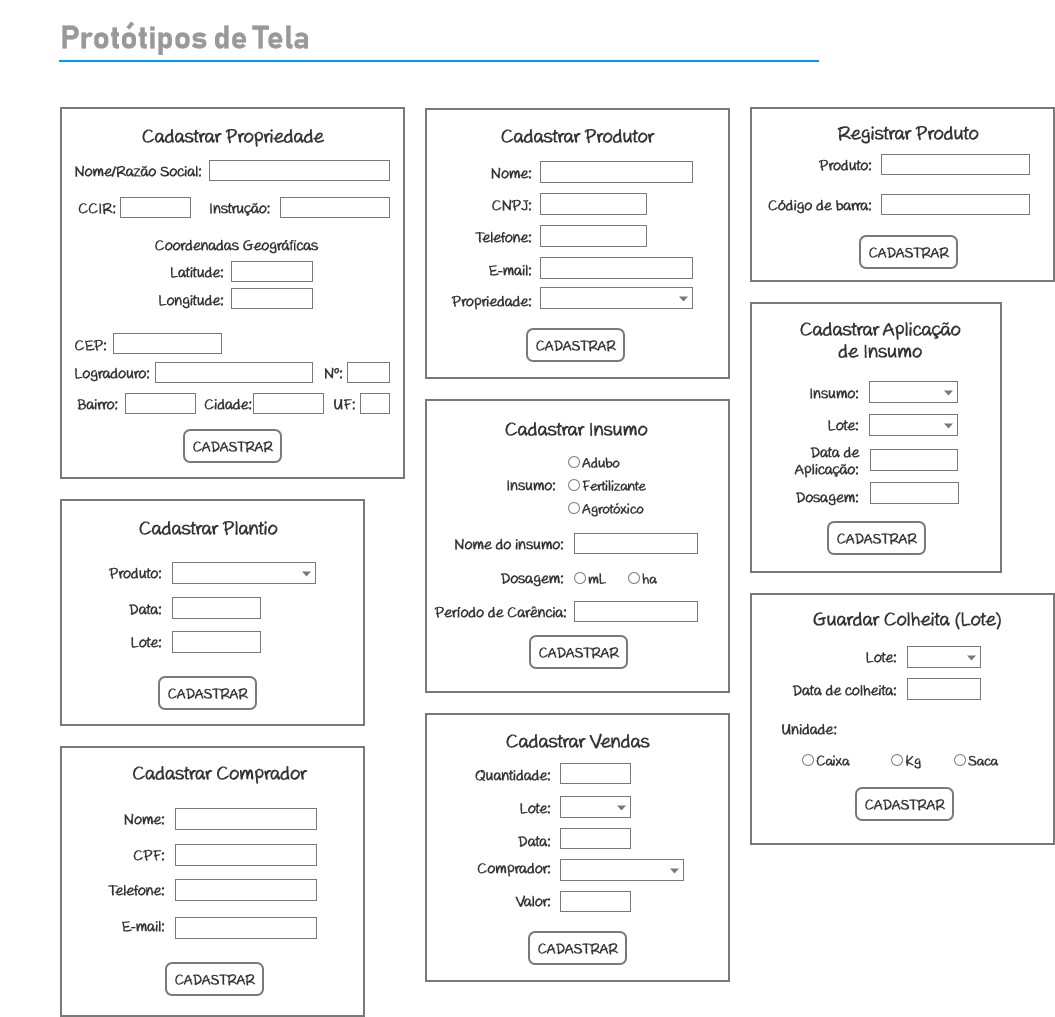 Protótipos de Tela
Cadastrar Propriedade
Nome/Razão Social:
CCIR: Instrução:
Coordenadas Geográficas
Latitude:
Longitude:
CEP:
Logradouro: Nº:
Bairro: Cidade: UF:
CADASTRAR
Cadastrar Plantio
Produto:
Data:
Lote:
CADASTRAR
Cadastrar Comprador
Nome:
CPF:
Telefone:
E-mail:
CADASTRAR
Cadastrar Produtor
Nome:
CNPJ:
Telefone:
E-mail:
Propriedade:
CADASTRAR
Cadastrar Insumo
Adubo
Insumo: Fertilizante
Agrotóxico
Nome do insumo:
Dosagem: mL ha
Período de Carência:
CADASTRAR
Cadastrar Vendas
Quantidade:
Lote:
Data:
Comprador:
Valor:
CADASTRAR
Registrar Produto
Produto:
Código de barra:
CADASTRAR
Cadastrar Aplicação
de Insumo
Insumo:
Lote:
Data de
Aplicação:
Dosagem:
CADASTRAR
Guardar Colheita (Lote)
Lote:
Data de colheita:
Unidade:
Caixa Kg Saca
CADASTRAR